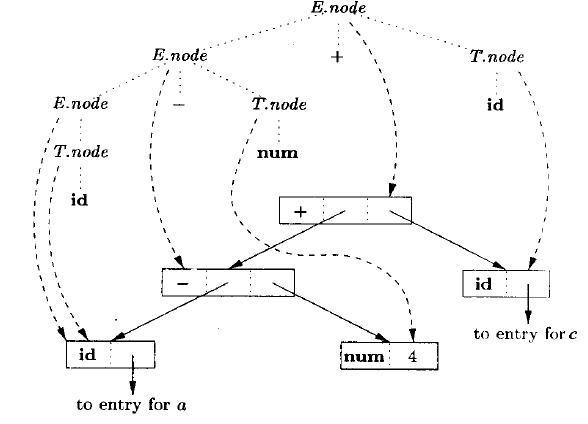 E.node
E.node + T.node
E.node − T.node id
T.node num
id
+
− id
to entry for c
id num 4
to entry for a